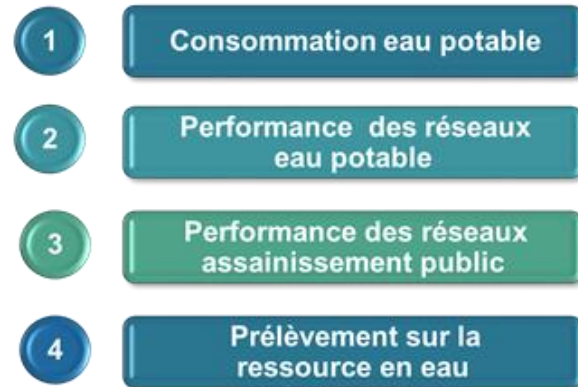 1
Consommation eau potable
2
Performance des réseaux
eau potable
3
Performance des réseaux
assainissement public
4
Prélèvement sur la
ressource en eau